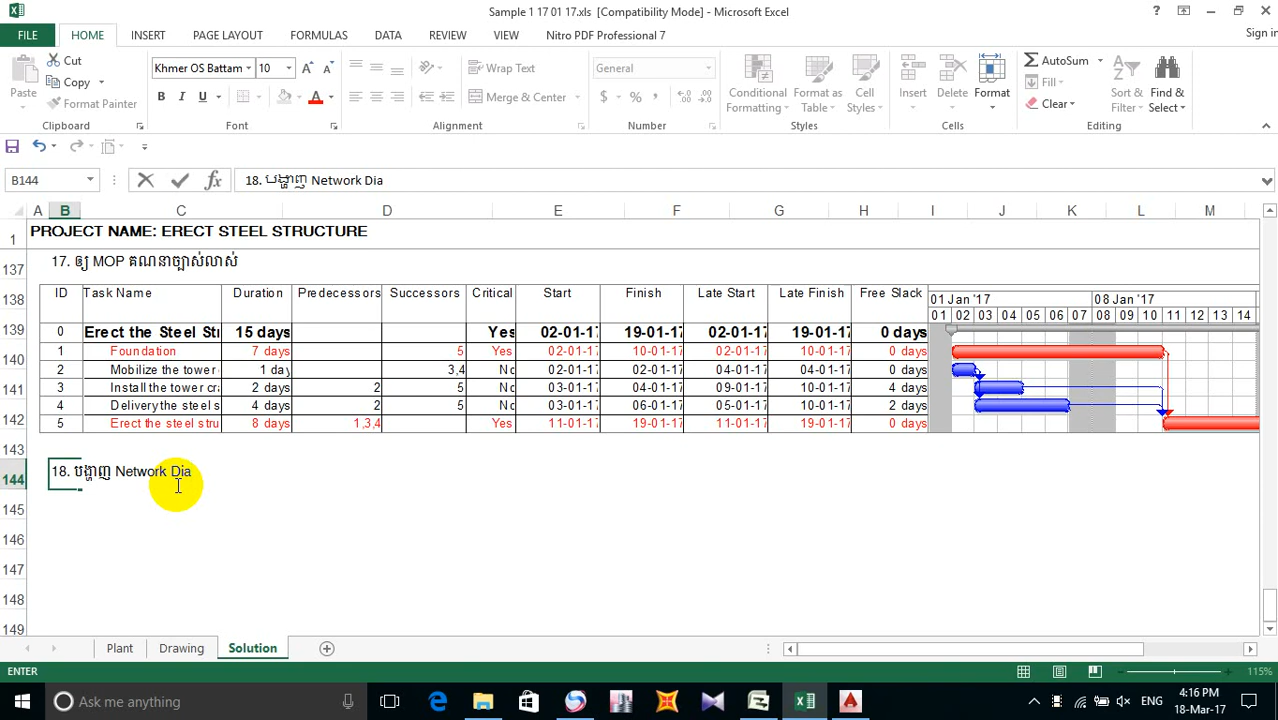 Sample 1 17 01 17.xls [Compatibility Mode] - Microsoft Excel
FILE HOME INSERT PAGE LAYOUT FORMULAS DATA REVIEW VIEW Nitro PDF Professional 7 Sign in
Paste Cut Copy Format Painter Clipboard
Khmer OS Battam 10 B I U Font
Wrap Text Merge & Center Alignment
General $ % Number
Conditional Formatting Format as Table Cell Styles Styles
Insert Delete Format Cells
AutoSum Fill Clear Sort & Filter Find & Select Editing
B144 18. បង្ហាញ Network Dia
A B C D E F G H I J K L M
1 PROJECT NAME: ERECT STEEL STRUCTURE
137 17. ឲ្យ MOP គណនាច្បាស់លាស់
138 ID Task Name Duration Predecessors Successors Critical Start Finish Late Start Late Finish Free Slack 01 Jan '17 08 Jan '17
01 02 03 04 05 06 07 08 09 10 11 12 13 14
139 0 Erect the Steel Str 15 days Yes 02-01-17 19-01-17 02-01-17 19-01-17 0 days
140 1 Foundation 7 days 5 Yes 02-01-17 10-01-17 02-01-17 10-01-17 0 days
2 Mobilize the tower 1 day 3,4 No 02-01-17 02-01-17 04-01-17 04-01-17 0 days
141 3 Install the tower cra 2 days 2 5 No 03-01-17 04-01-17 09-01-17 10-01-17 4 days
4 Delivery the steel s 4 days 2 5 No 03-01-17 06-01-17 05-01-17 10-01-17 2 days
142 5 Erect the steel stru 8 days 1,3,4 Yes 11-01-17 19-01-17 11-01-17 19-01-17 0 days
143
144 18. បង្ហាញ Network Dia
145
146
147
148
149
Plant Drawing Solution
ENTER 115%
Ask me anything ENG 4:16 PM
18-Mar-17